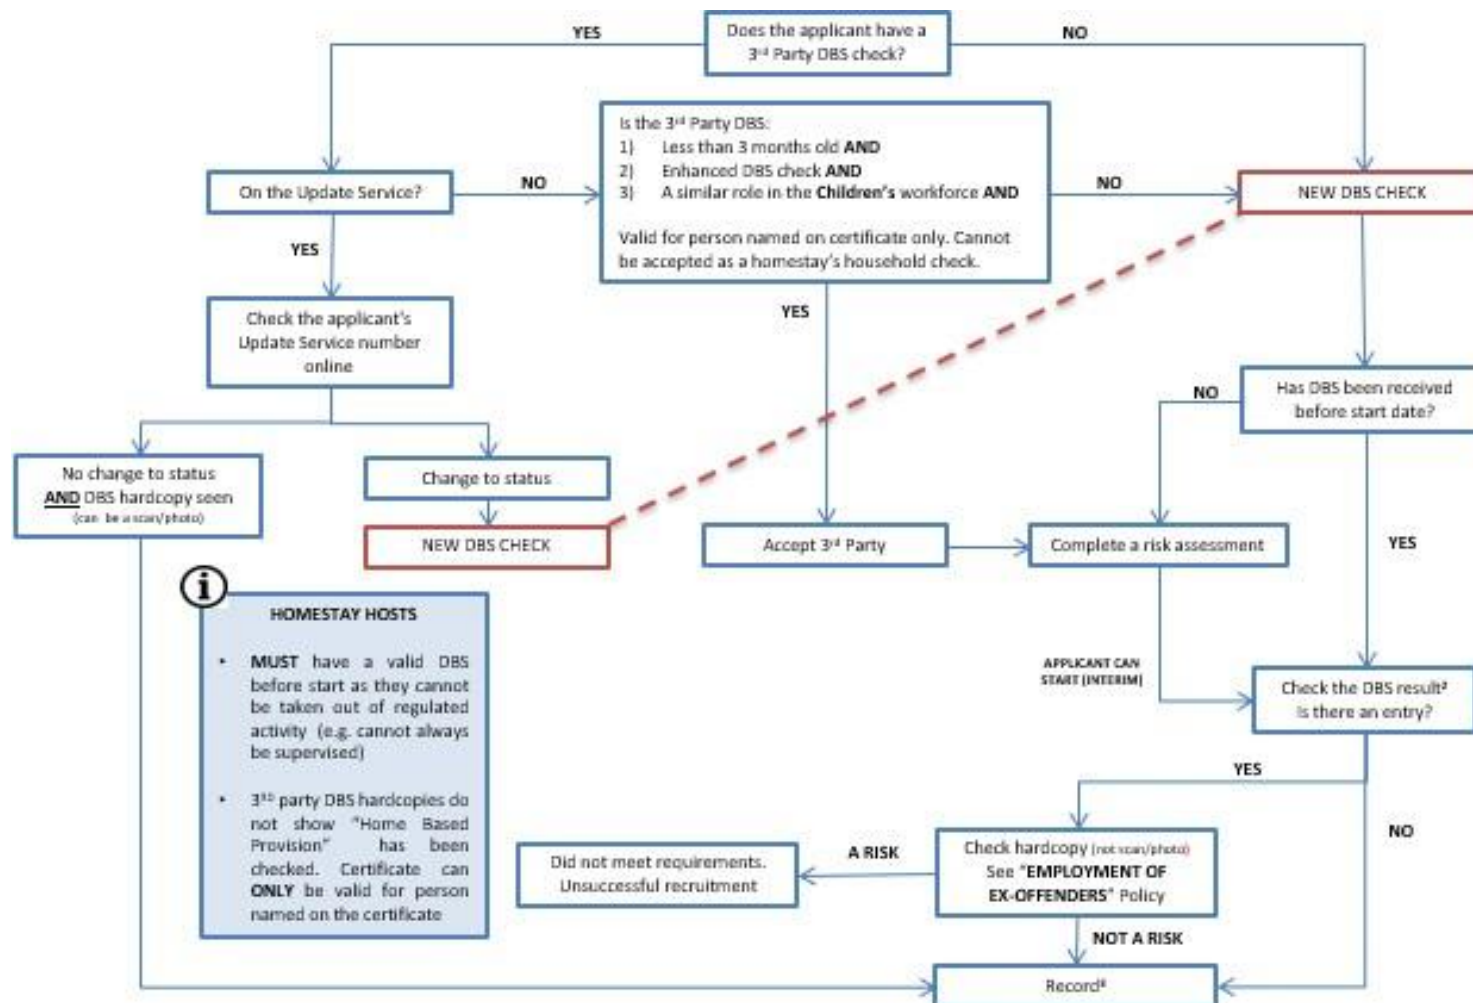 Does the applicant have a
3rd Party DBS check?
YES
NO
Is the 3rd Party DBS:
1) Less than 3 months old AND
2) Enhanced DBS check AND
3) A similar role in the Children's workforce AND
Valid for person named on certificate only. Cannot
be accepted as a homestay's household check.
On the Update Service?
NO
NO
NEW DBS CHECK
YES
YES
Check the applicant's
Update Service number
online
Has DBS been received
before start date?
NO
No change to status
AND DBS hardcopy seen
(can be a scan/photo)
Change to status
NEW DBS CHECK
Accept 3rd Party
Complete a risk assessment
YES
i
HOMESTAY HOSTS
• MUST have a valid DBS
before start as they cannot
be taken out of regulated
activity (e.g. cannot always
be supervised)
• 3RD party DBS hardcopies do
not show "Home Based
Provision" has been
checked. Certificate can
ONLY be valid for person
named on the certificate
APPLICANT CAN
START (INTERIM)
Check the DBS result²
Is there an entry?
YES
NO
Did not meet requirements.
Unsuccessful recruitment
A RISK
Check hardcopy (not scan/photo)
See "EMPLOYMENT OF
EX-OFFENDERS" Policy
NOT A RISK
Record